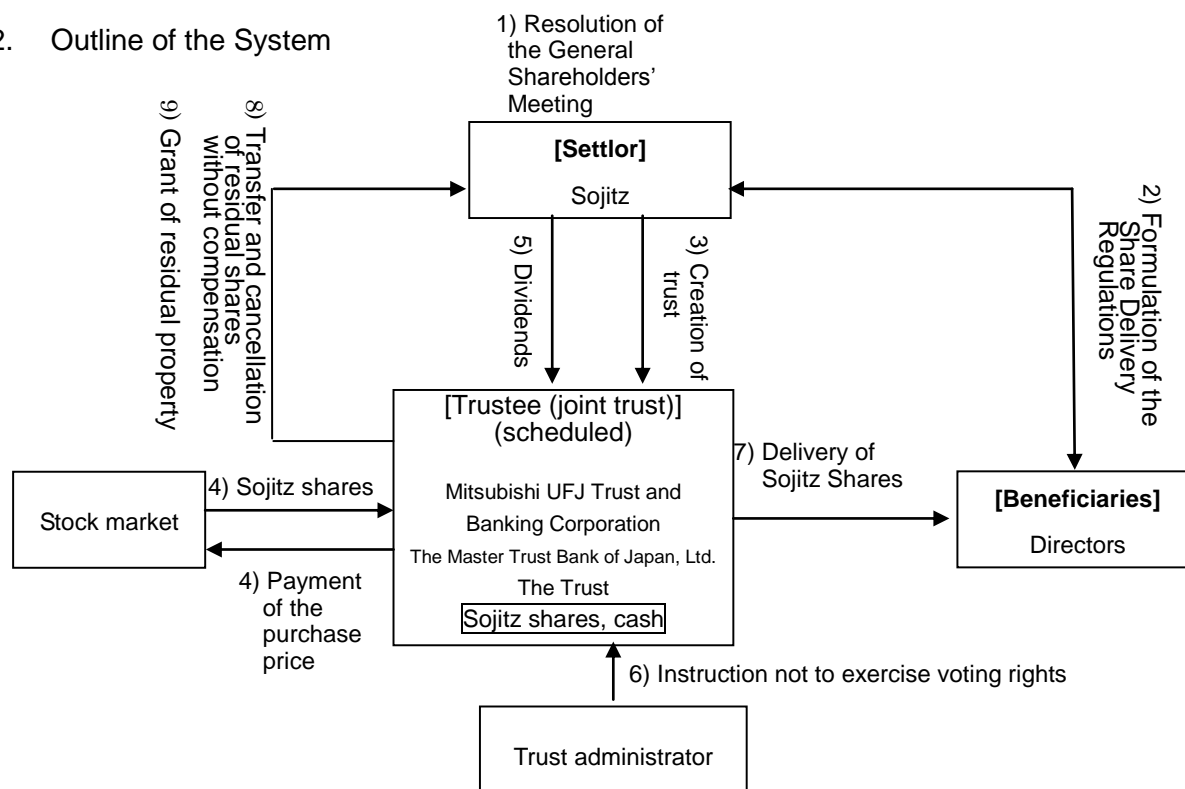 2. Outline of the System
1) Resolution of
the General
Shareholders'
Meeting
9) Grant of residual property
8) Transfer and cancellation
of residual shares
without compensation
[Settlor]
Sojitz
2) Formulation of the
Share Delivery
Regulations
5) Dividends
3) Creation of
trust
[Trustee (joint trust)]
(scheduled)
Mitsubishi UFJ Trust and
Banking Corporation
The Master Trust Bank of Japan, Ltd.
The Trust
Sojitz shares, cash
Stock market
4) Sojitz shares
4) Payment
of the
purchase
price
7) Delivery of
Sojitz Shares
[Beneficiaries]
Directors
6) Instruction not to exercise voting rights
Trust administrator